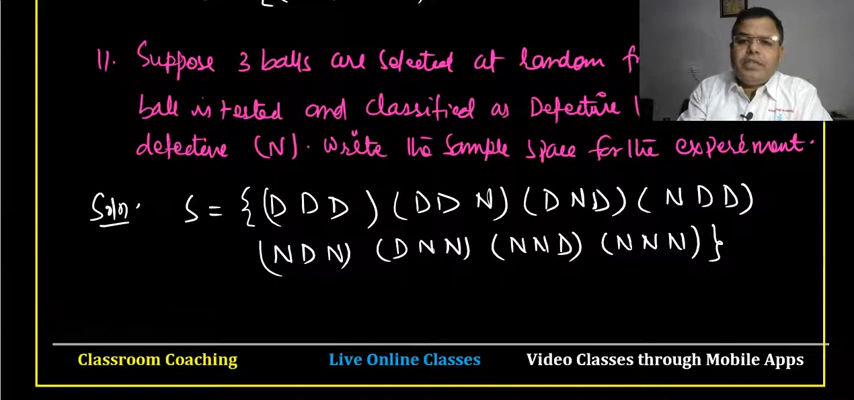 11. Suppose 3 balls are selected at random
ball is tested and classified as Defective
defective (N). Write the sample space for the experiment.
Soln. S = {(D D D) (D D N) (D N D) (N D D)
(N D N) (D N N) (N N D) (N N N)}
Classroom Coaching Live Online Classes Video Classes through Mobile Apps